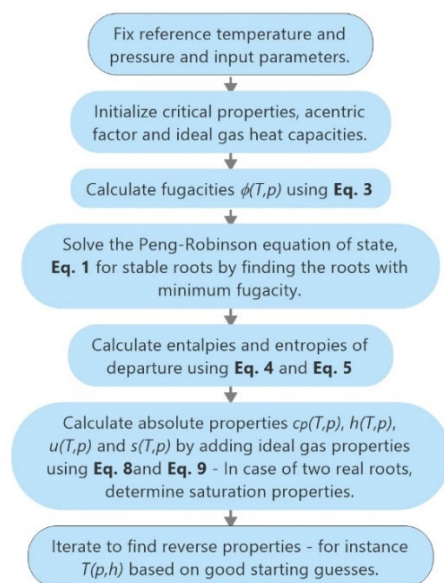 Fix reference temperature and
pressure and input parameters.
Initialize critical properties, acentric
factor and ideal gas heat capacities.
Calculate fugacities ϕ(T,p) using Eq. 3
Solve the Peng-Robinson equation of state,
Eq. 1 for stable roots by finding the roots with
minimum fugacity.
Calculate entalpies and entropies of
departure using Eq. 4 and Eq. 5
Calculate absolute properties cp(T,p), h(T,p),
u(T,p) and s(T,p) by adding ideal gas properties
using Eq. 8and Eq. 9 - In case of two real roots,
determine saturation properties.
Iterate to find reverse properties - for instance
T(p,h) based on good starting guesses.